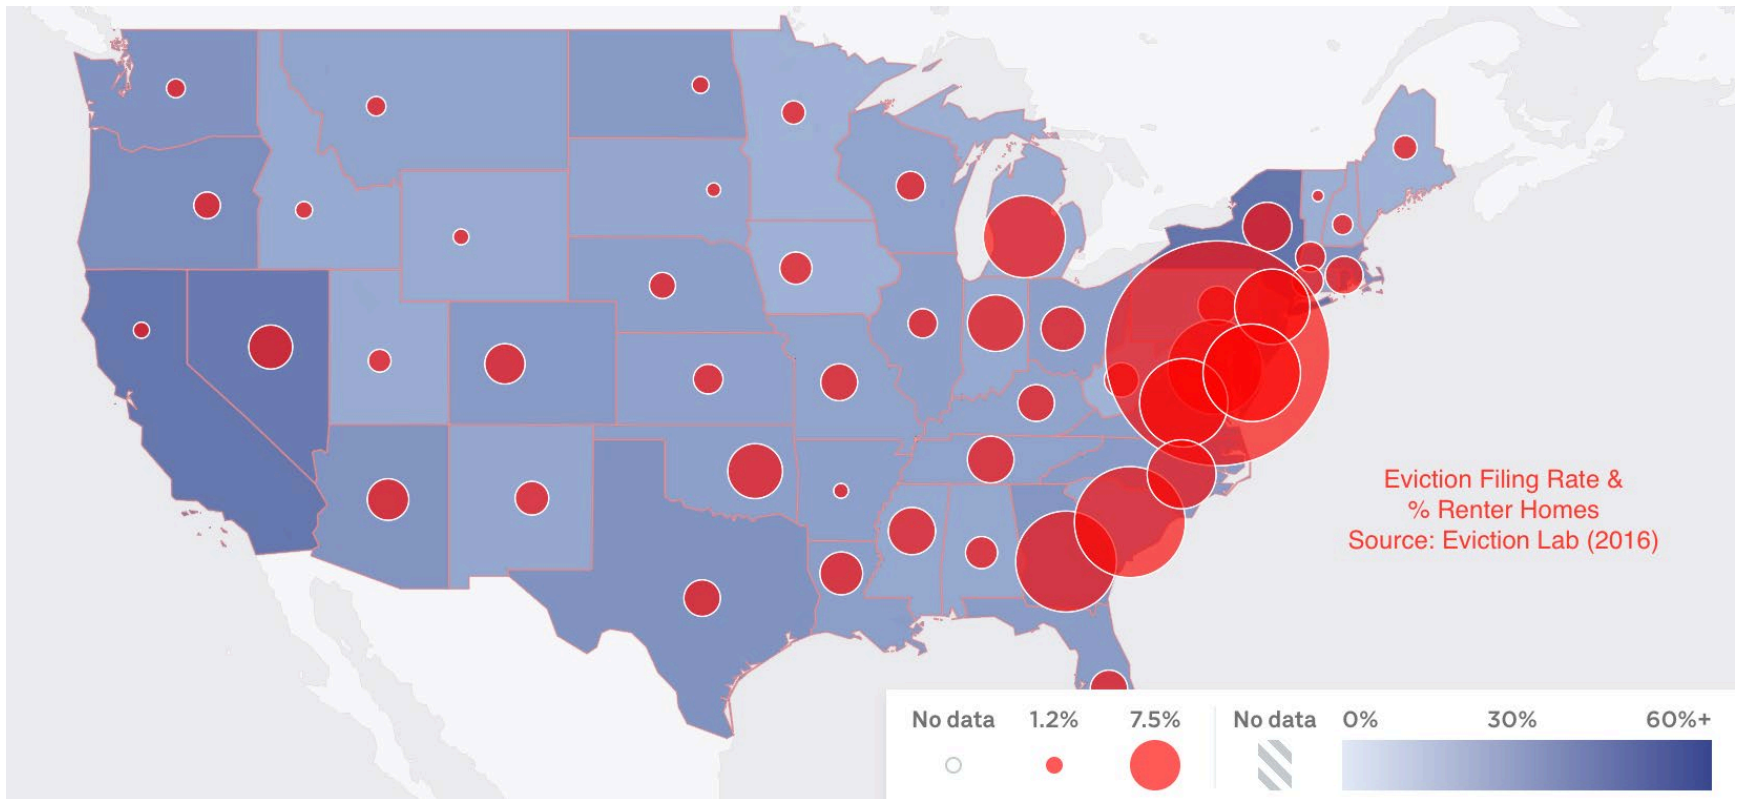 Eviction Filing Rate &
% Renter Homes
Source: Eviction Lab (2016)
No data 1.2% 7.5% No data 0% 30% 60%+